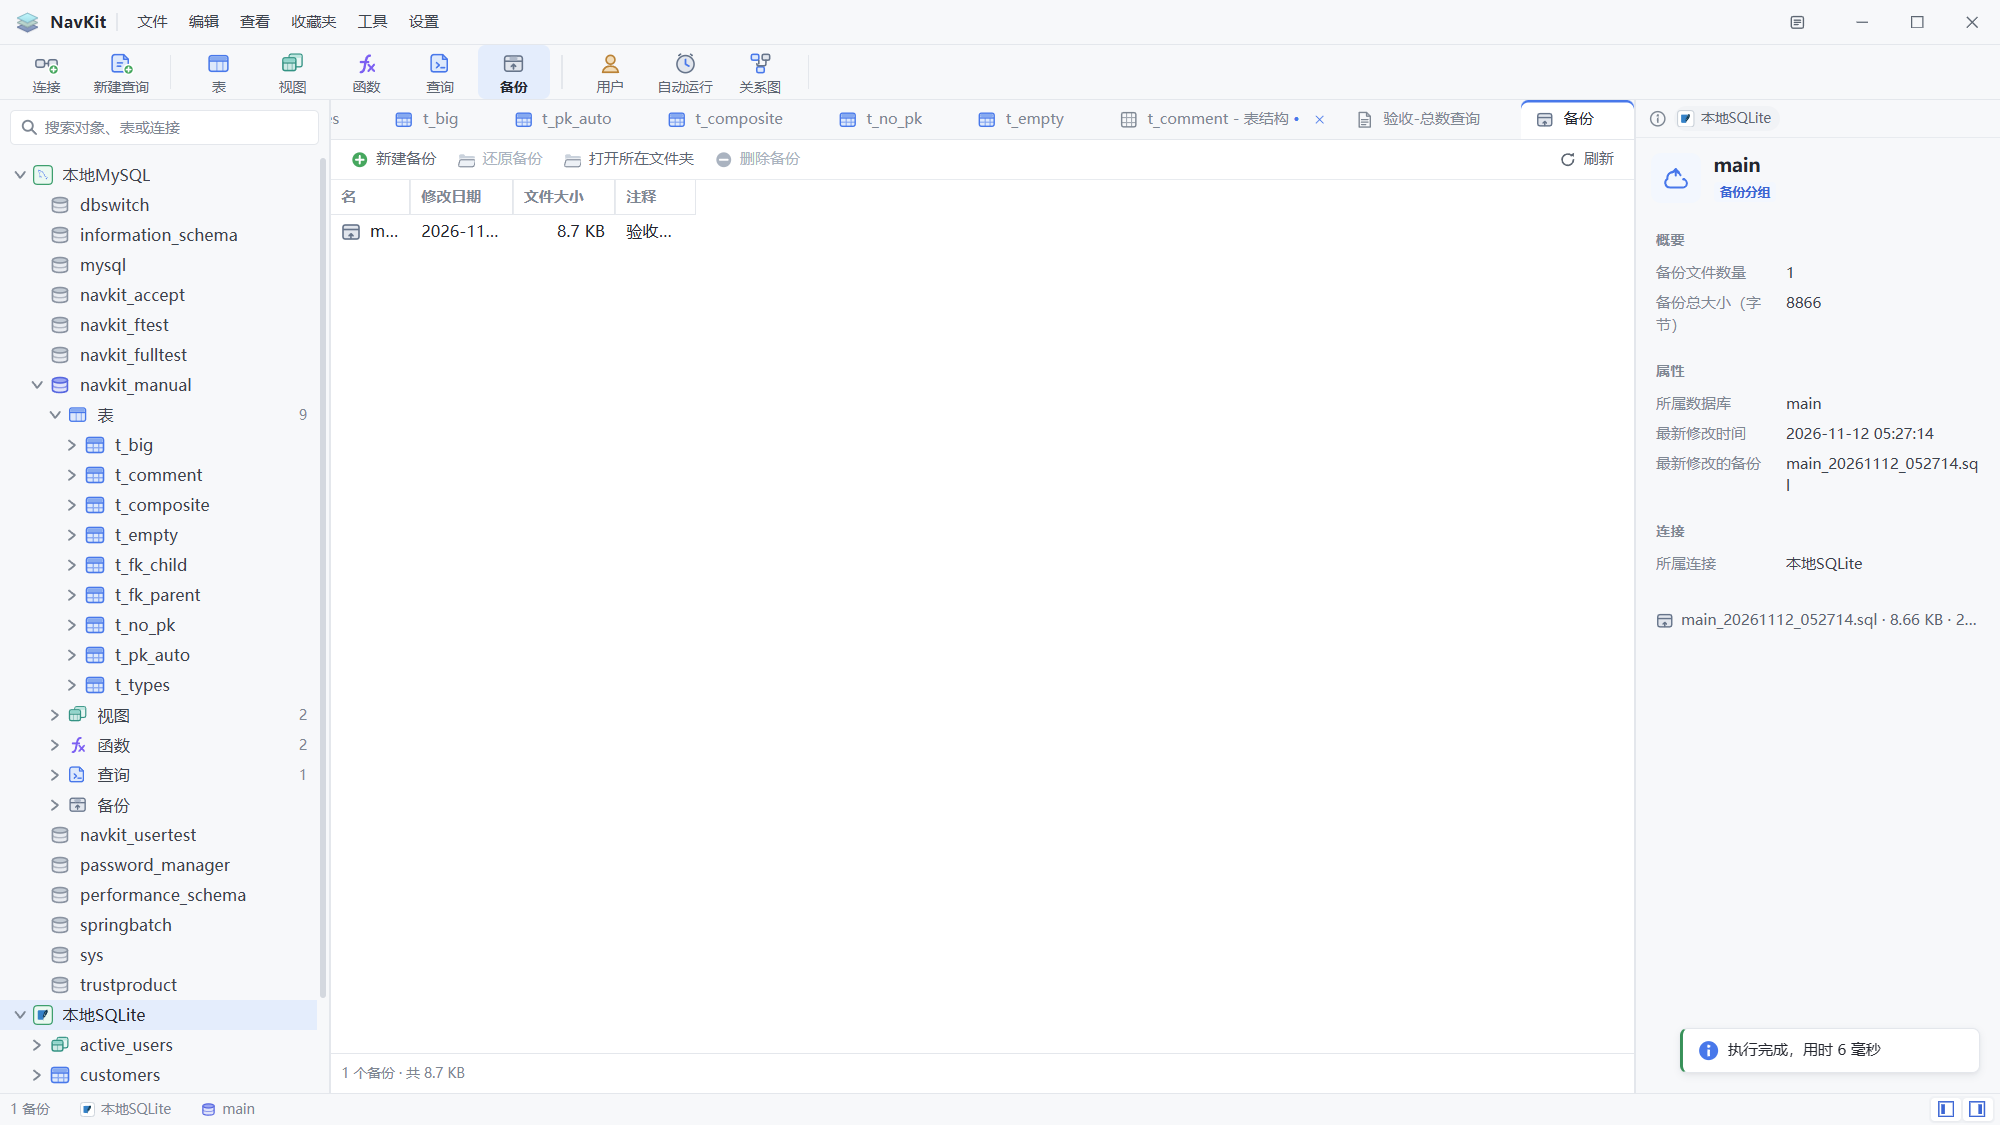 NavKit 文件 编辑 查看 收藏夹 工具 设置
连接 新建查询 表 视图 函数 查询 备份 用户 自动运行 关系图
搜索对象、表或连接
本地MySQL
dbswitch
information_schema
mysql
navkit_accept
navkit_ftest
navkit_fulltest
navkit_manual
表 9
t_big
t_comment
t_composite
t_empty
t_fk_child
t_fk_parent
t_no_pk
t_pk_auto
t_types
视图 2
函数 2
查询 1
备份
navkit_usertest
password_manager
performance_schema
springbatch
sys
trustproduct
本地SQLite
active_users
customers
s t_big t_pk_auto t_composite t_no_pk t_empty t_comment - 表结构 • × 验收-总数查询 备份
新建备份 还原备份 打开所在文件夹 删除备份 刷新
名 修改日期 文件大小 注释
m... 2026-11... 8.7 KB 验收...
1 个备份 · 共 8.7 KB
本地SQLite
main
备份分组
概要
备份文件数量 1
备份总大小（字节） 8866
属性
所属数据库 main
最新修改时间 2026-11-12 05:27:14
最新修改的备份 main_20261112_052714.sq
l
连接
所属连接 本地SQLite
main_20261112_052714.sql · 8.66 KB · 2...
执行完成，用时 6 毫秒
1 备份 本地SQLite main